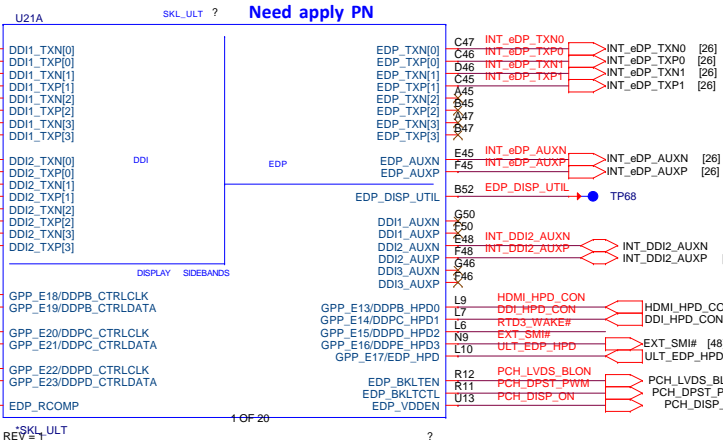 U21A SKL_ULT ? Need apply PN
DDI1_TXN[0] EDP_TXN[0] C47 INT_eDP_TXN0 INT_eDP_TXN0 [26]
DDI1_TXP[0] EDP_TXP[0] C46 INT_eDP_TXP0 INT_eDP_TXP0 [26]
DDI1_TXN[1] EDP_TXN[1] D46 INT_eDP_TXN1 INT_eDP_TXN1 [26]
DDI1_TXP[1] EDP_TXP[1] C45 INT_eDP_TXP1 INT_eDP_TXP1 [26]
DDI1_TXN[2] EDP_TXN[2] A45
DDI1_TXP[2] EDP_TXP[2] B45
DDI1_TXN[3] EDP_TXN[3] A47
DDI1_TXP[3] EDP_TXP[3] B47
DDI2_TXN[0] DDI EDP EDP_AUXN E45 INT_eDP_AUXN INT_eDP_AUXN [26]
DDI2_TXP[0] EDP_AUXP F45 INT_eDP_AUXP INT_eDP_AUXP [26]
DDI2_TXN[1]
DDI2_TXP[1] EDP_DISP_UTIL B52 EDP_DISP_UTIL TP68
DDI2_TXN[2]
DDI2_TXP[2] DDI1_AUXN G50
DDI2_TXN[3] DDI1_AUXP F50
DDI2_TXP[3] DDI2_AUXN E48 INT_DDI2_AUXN INT_DDI2_AUXN
DDI2_AUXP F48 INT_DDI2_AUXP INT_DDI2_AUXP
DISPLAY SIDEBANDS DDI3_AUXN G46
DDI3_AUXP F46
GPP_E18/DDPB_CTRLCLK
GPP_E19/DDPB_CTRLDATA GPP_E13/DDPB_HPD0 L9 HDMI_HPD_CON HDMI_HPD_CO
GPP_E14/DDPC_HPD1 L7 DDI_HPD_CON DDI_HPD_CON
GPP_E20/DDPC_CTRLCLK GPP_E15/DDPD_HPD2 L6 RTD3_WAKE#
GPP_E21/DDPC_CTRLDATA GPP_E16/DDPE_HPD3 N9 EXT_SMI# EXT_SMI# [48
GPP_E17/EDP_HPD L10 ULT_EDP_HPD ULT_EDP_HPD
GPP_E22/DDPD_CTRLCLK
GPP_E23/DDPD_CTRLDATA EDP_BKLTEN R12 PCH_LVDS_BLON PCH_LVDS_BL
EDP_BKLTCTL R11 PCH_DPST_PWM PCH_DPST_P
EDP_RCOMP EDP_VDDEN U13 PCH_DISP_ON PCH_DISP_
1 OF 20
*SKL_ULT
REV = 1 ?